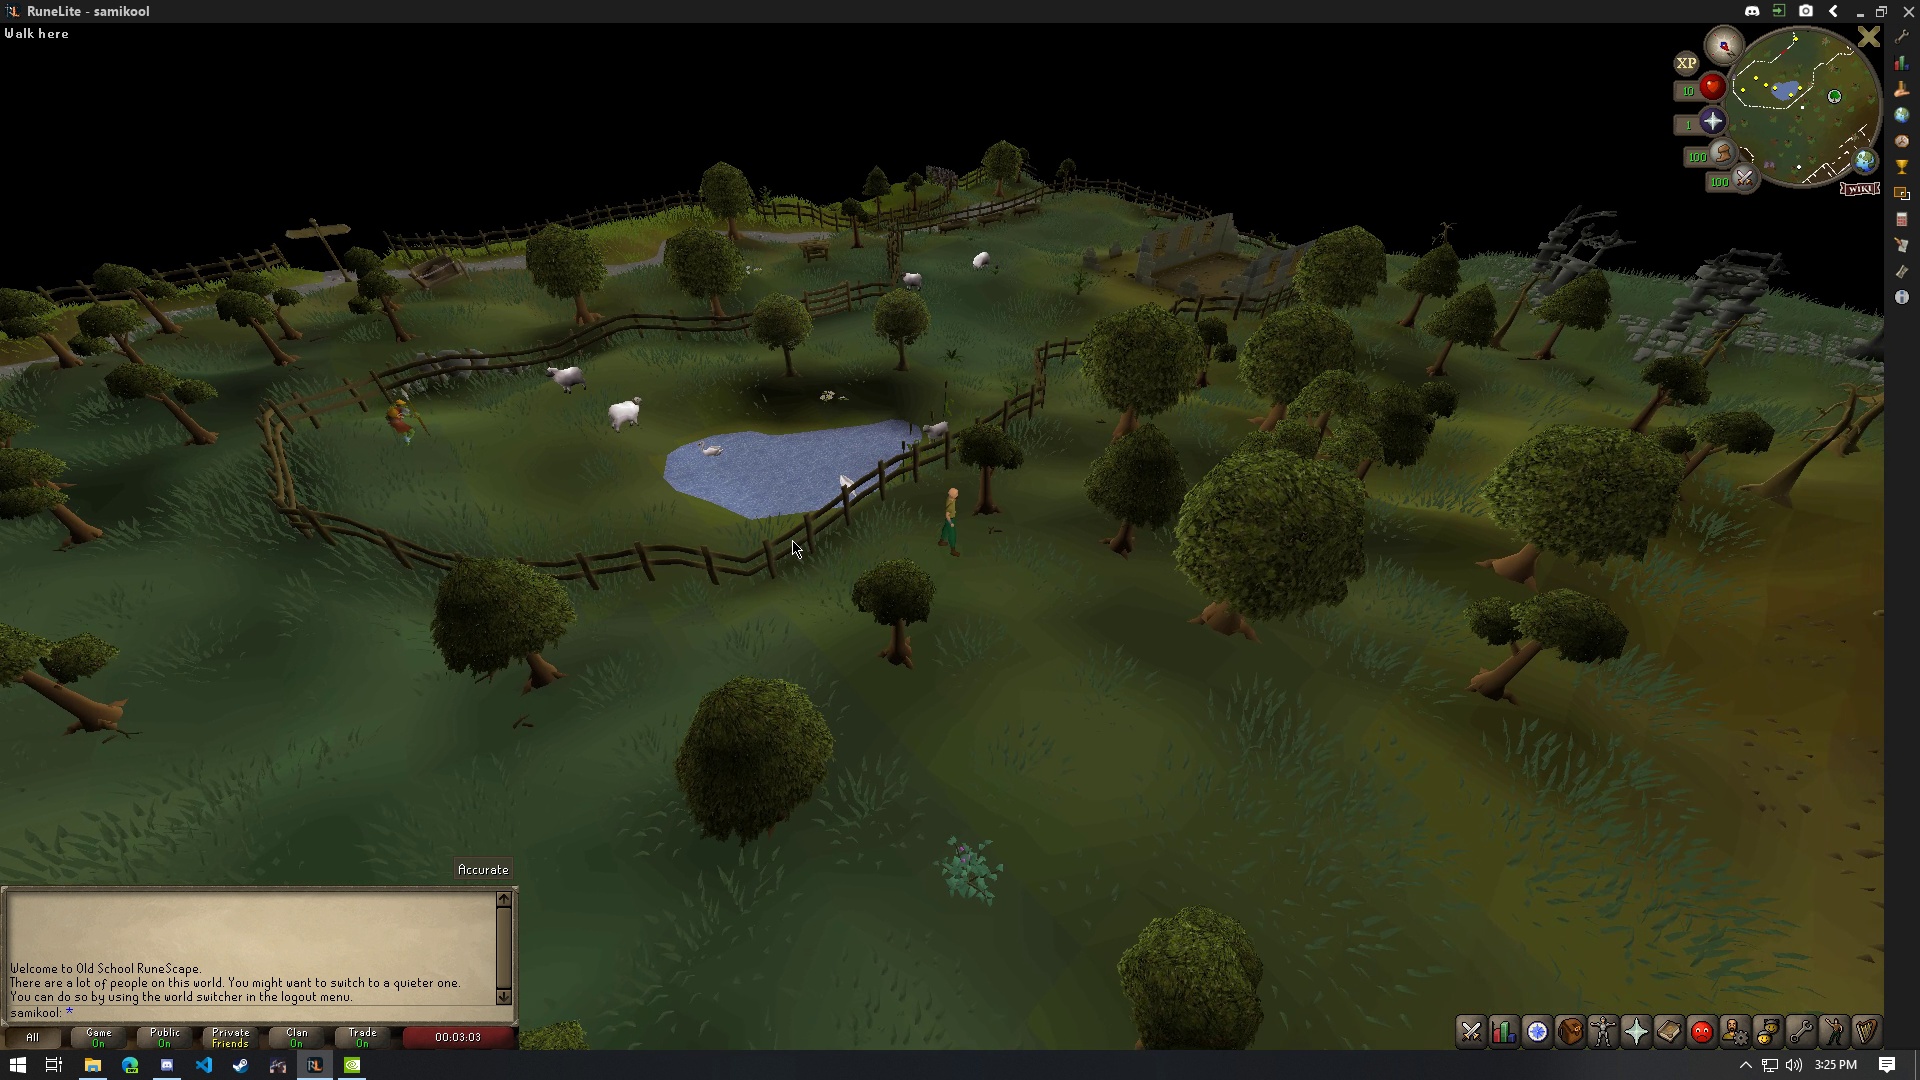 RuneLite - samikool
Walk here
XP
10
1
100
100
WIKI
Accurate
Welcome to Old School RuneScape.
There are a lot of people on this world. You might want to switch to a quieter one.
You can do so by using the world switcher in the logout menu.
samikool: *
All
Game
On
Public
On
Private
Friends
Clan
On
Trade
On
00:03:03
3:25 PM